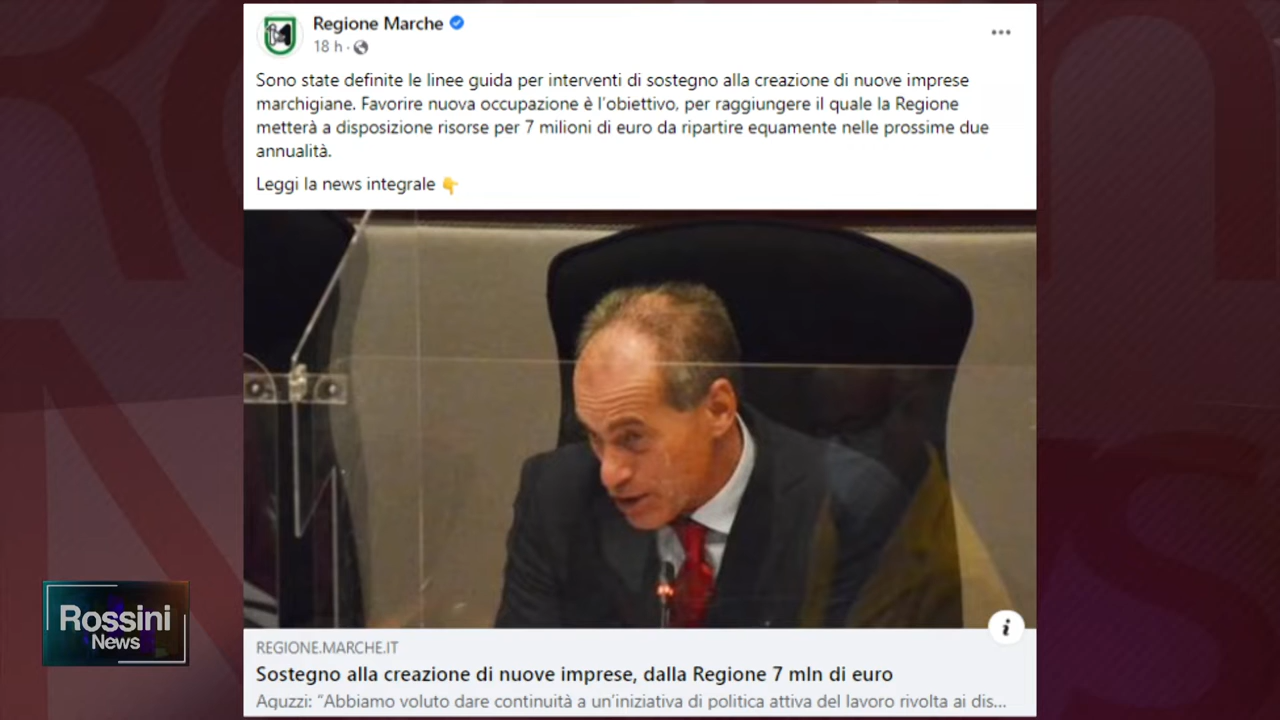 Regione Marche
18 h ·
Sono state definite le linee guida per interventi di sostegno alla creazione di nuove imprese
marchigiane. Favorire nuova occupazione è l'obiettivo, per raggiungere il quale la Regione
metterà a disposizione risorse per 7 milioni di euro da ripartire equamente nelle prossime due
annualità.
Leggi la news integrale 👇
Rossini
News
REGIONE.MARCHE.IT
Sostegno alla creazione di nuove imprese, dalla Regione 7 mln di euro
Aguzzi: “Abbiamo voluto dare continuità a un’iniziativa di politica attiva del lavoro rivolta ai dis...